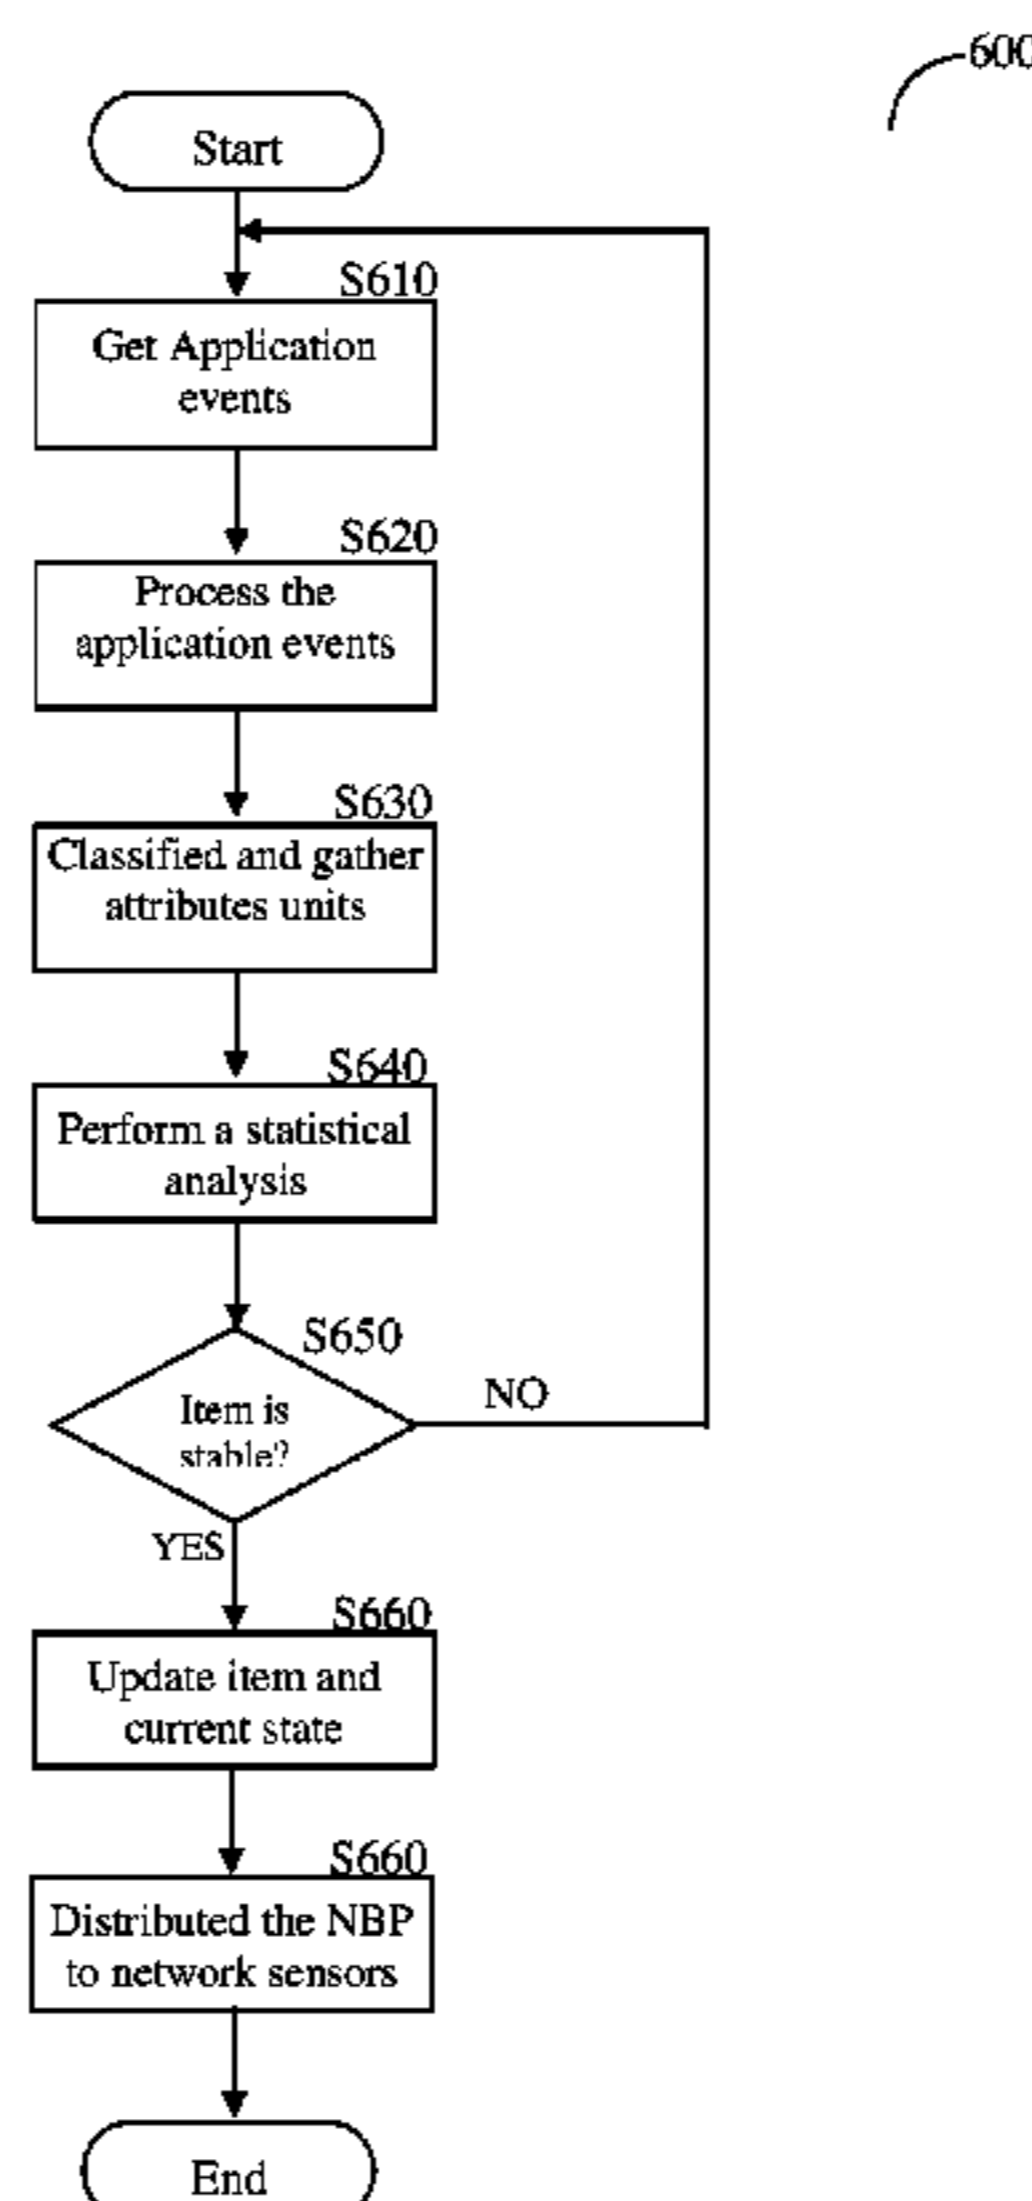 600
Start
S610
Get Application
events
S620
Process the
application events
S630
Classified and gather
attributes units
S640
Perform a statistical
analysis
S650
Item is
stable?
NO
YES
S660
Update item and
current state
S660
Distributed the NBP
to network sensors
End